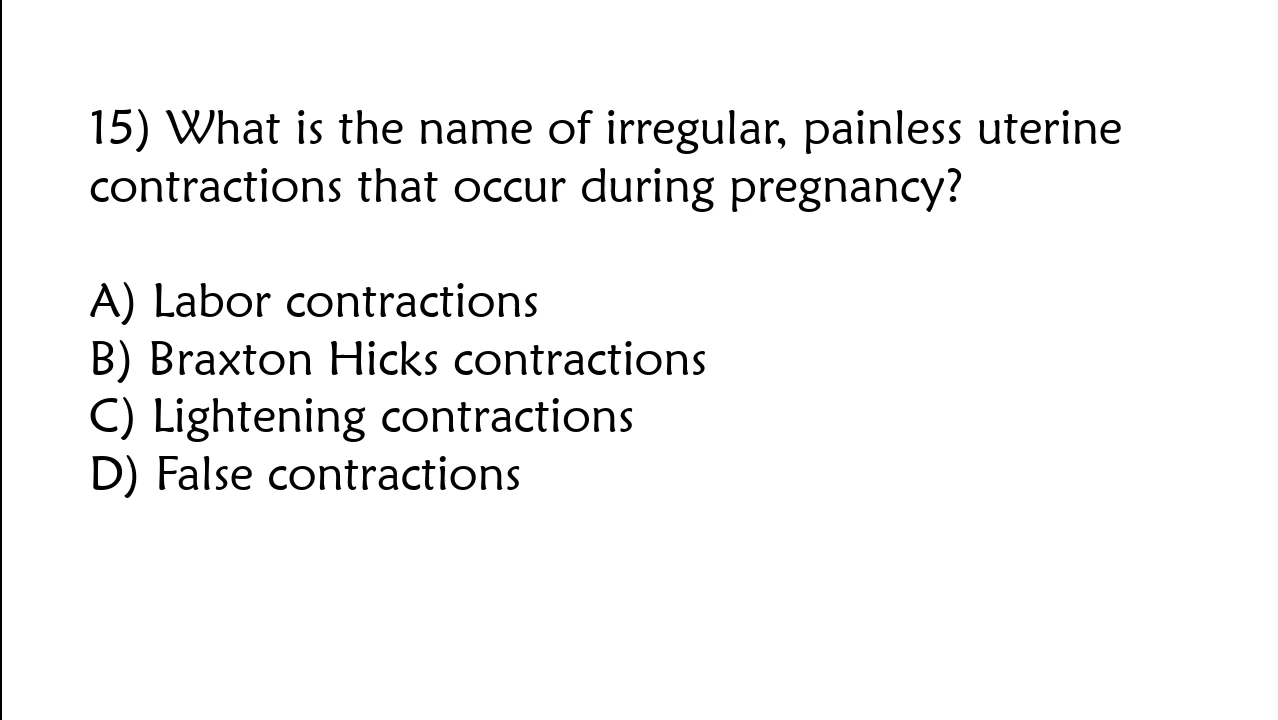 15) What is the name of irregular, painless uterine
contractions that occur during pregnancy?
A) Labor contractions
B) Braxton Hicks contractions
C) Lightening contractions
D) False contractions